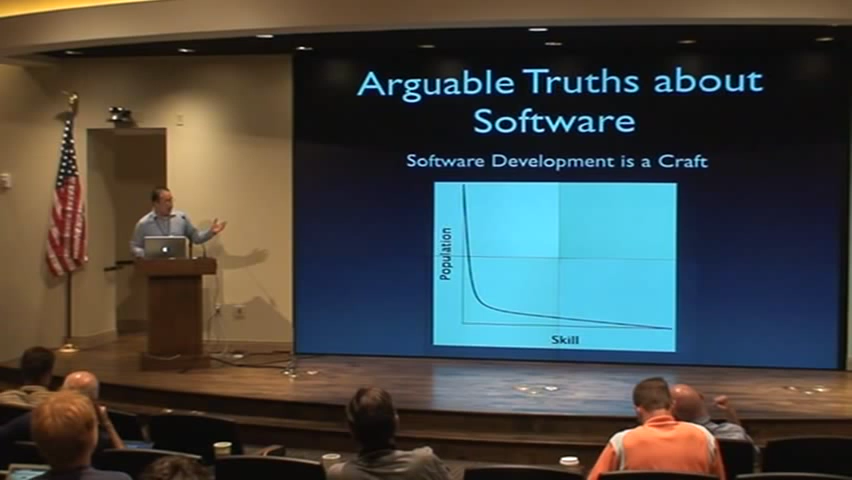 Arguable Truths about
Software
Software Development is a Craft
Population
Skill